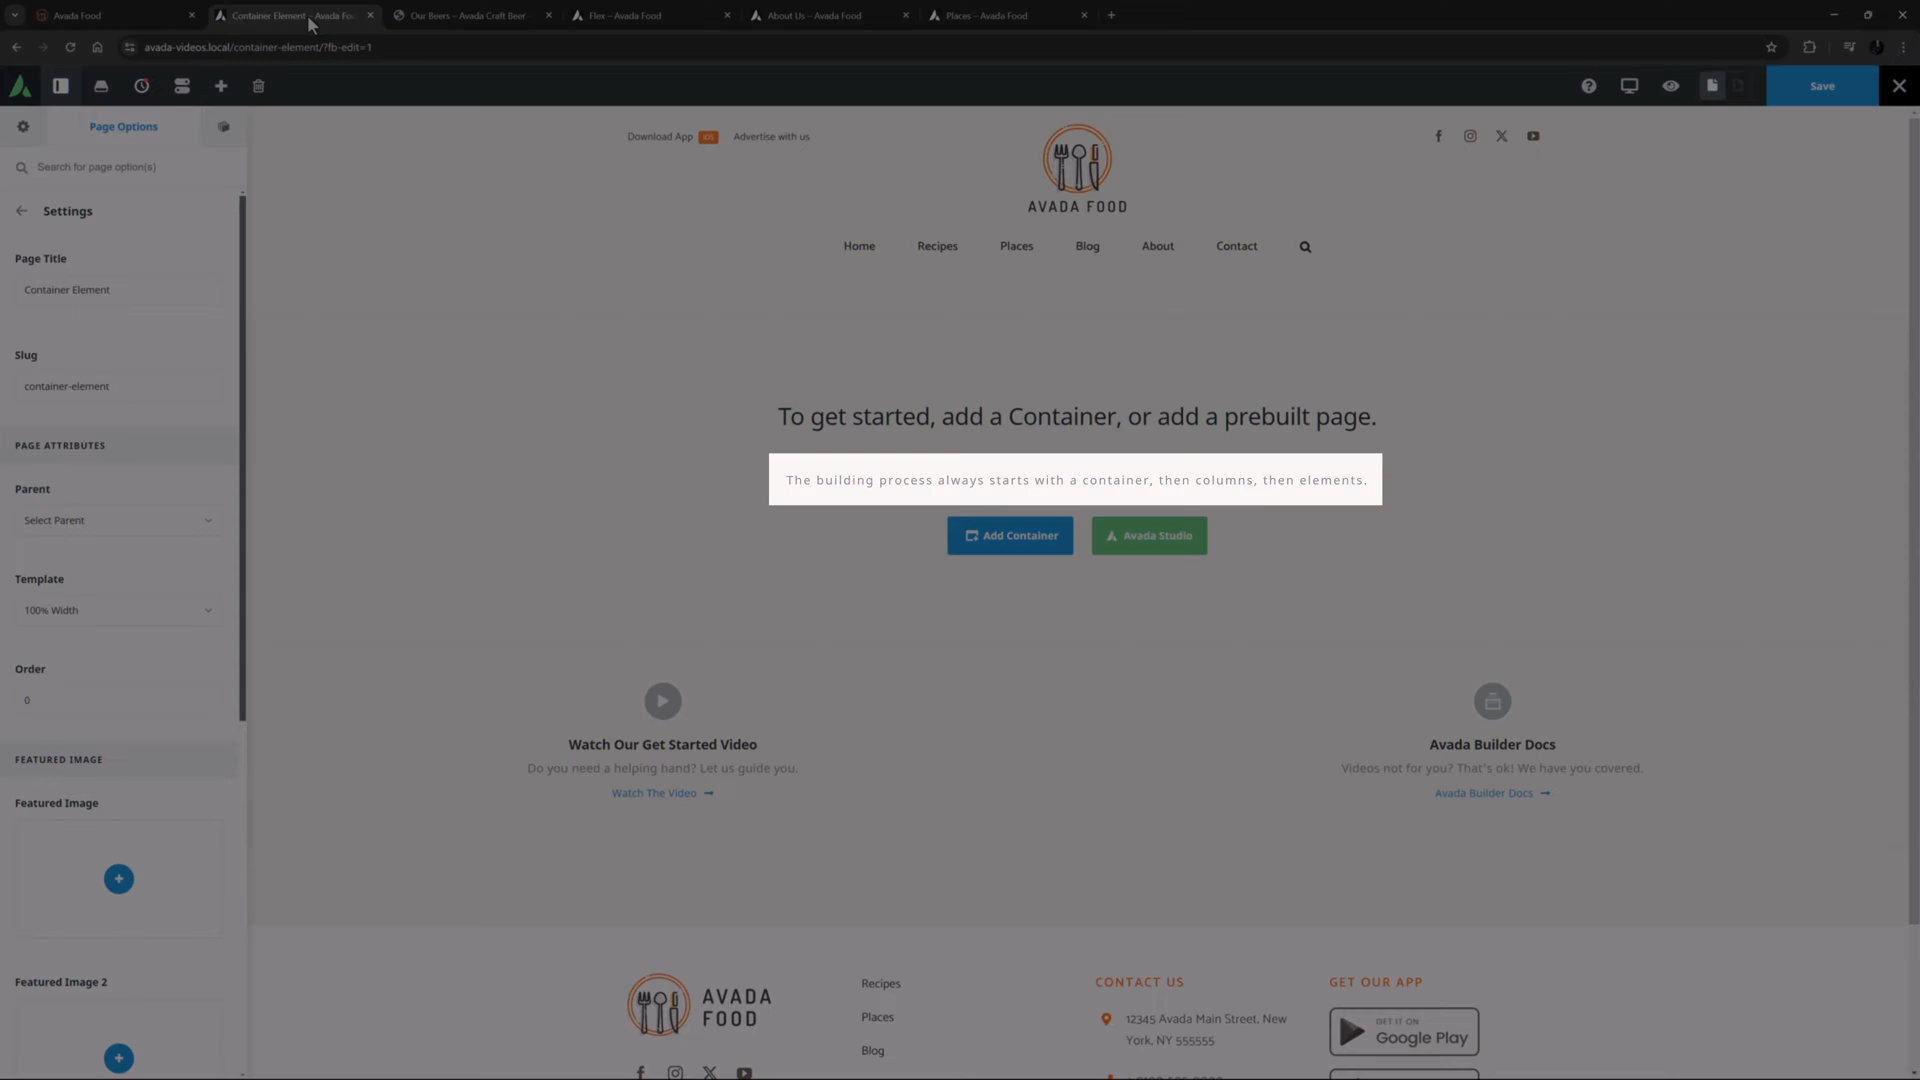 Avada Food
Container Element – Avada Foo
Our Beers – Avada Craft Beer
Flex – Avada Food
About Us – Avada Food
Places – Avada Food
avada-videos.local/container-element/?fb-edit=1
Save
Page Options
Search for page option(s)
Settings
Page Title
Container Element
Slug
container-element
PAGE ATTRIBUTES
Parent
Select Parent
Template
100% Width
Order
0
FEATURED IMAGE
Featured Image
Featured Image 2
Download App iOS
Advertise with us
AVADA FOOD
Home
Recipes
Places
Blog
About
Contact
To get started, add a Container, or add a prebuilt page.
The building process always starts with a container, then columns, then elements.
Add Container
Avada Studio
Watch Our Get Started Video
Do you need a helping hand? Let us guide you.
Watch The Video
Avada Builder Docs
Videos not for you? That's ok! We have you covered.
Avada Builder Docs
AVADA
FOOD
Recipes
Places
Blog
CONTACT US
12345 Avada Main Street, New
York, NY 555555
GET OUR APP
GET IT ON
Google Play